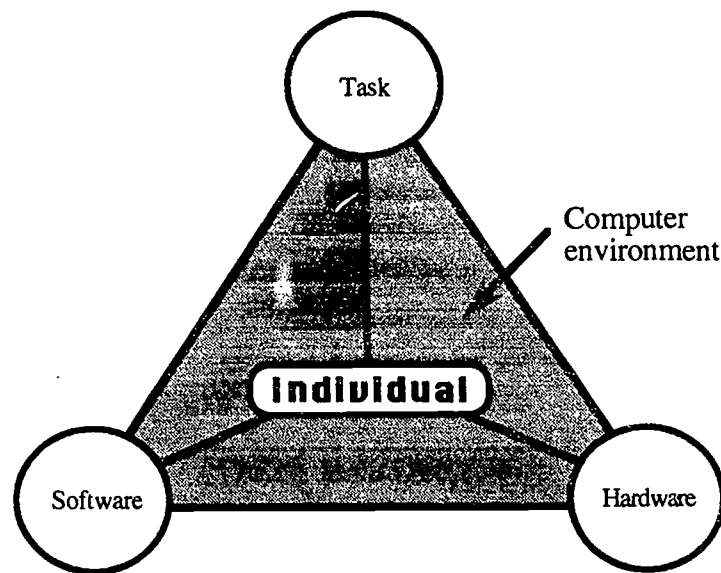 Task
Computer
environment
individual
Software
Hardware